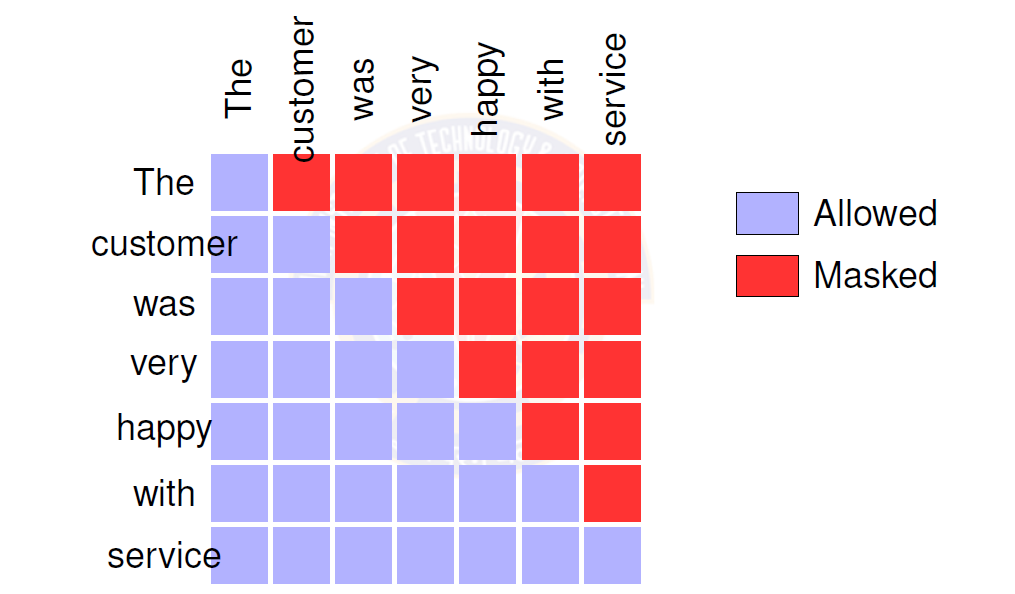 The
customer
was
very
happy
with
service
The
customer
was
very
happy
with
service
Allowed
Masked